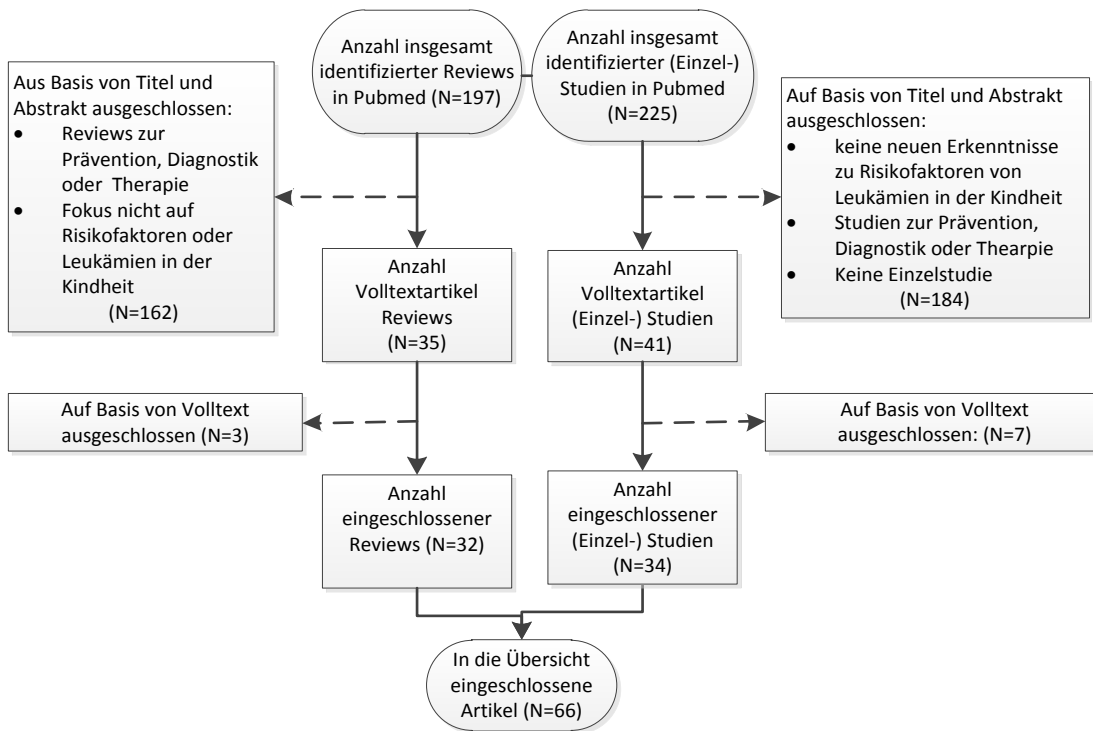 Anzahl insgesamt
identifizierter Reviews
in Pubmed (N=197)
Anzahl insgesamt
identifizierter (Einzel-)
Studien in Pubmed
(N=225)
Aus Basis von Titel und
Abstrakt ausgeschlossen:
• Reviews zur
Prävention, Diagnostik
oder Therapie
• Fokus nicht auf
Risikofaktoren oder
Leukämien in der
Kindheit
(N=162)
Auf Basis von Titel und Abstrakt
ausgeschlossen:
• keine neuen Erkenntnisse
zu Risikofaktoren von
Leukämien in der Kindheit
• Studien zur Prävention,
Diagnostik oder Thearpie
• Keine Einzelstudie
(N=184)
Anzahl
Volltextartikel
Reviews
(N=35)
Anzahl
Volltextartikel
(Einzel-) Studien
(N=41)
Auf Basis von Volltext
ausgeschlossen (N=3)
Auf Basis von Volltext
ausgeschlossen: (N=7)
Anzahl
eingeschlossener
Reviews (N=32)
Anzahl
eingeschlossener
(Einzel-) Studien
(N=34)
In die Übersicht
eingeschlossene
Artikel (N=66)